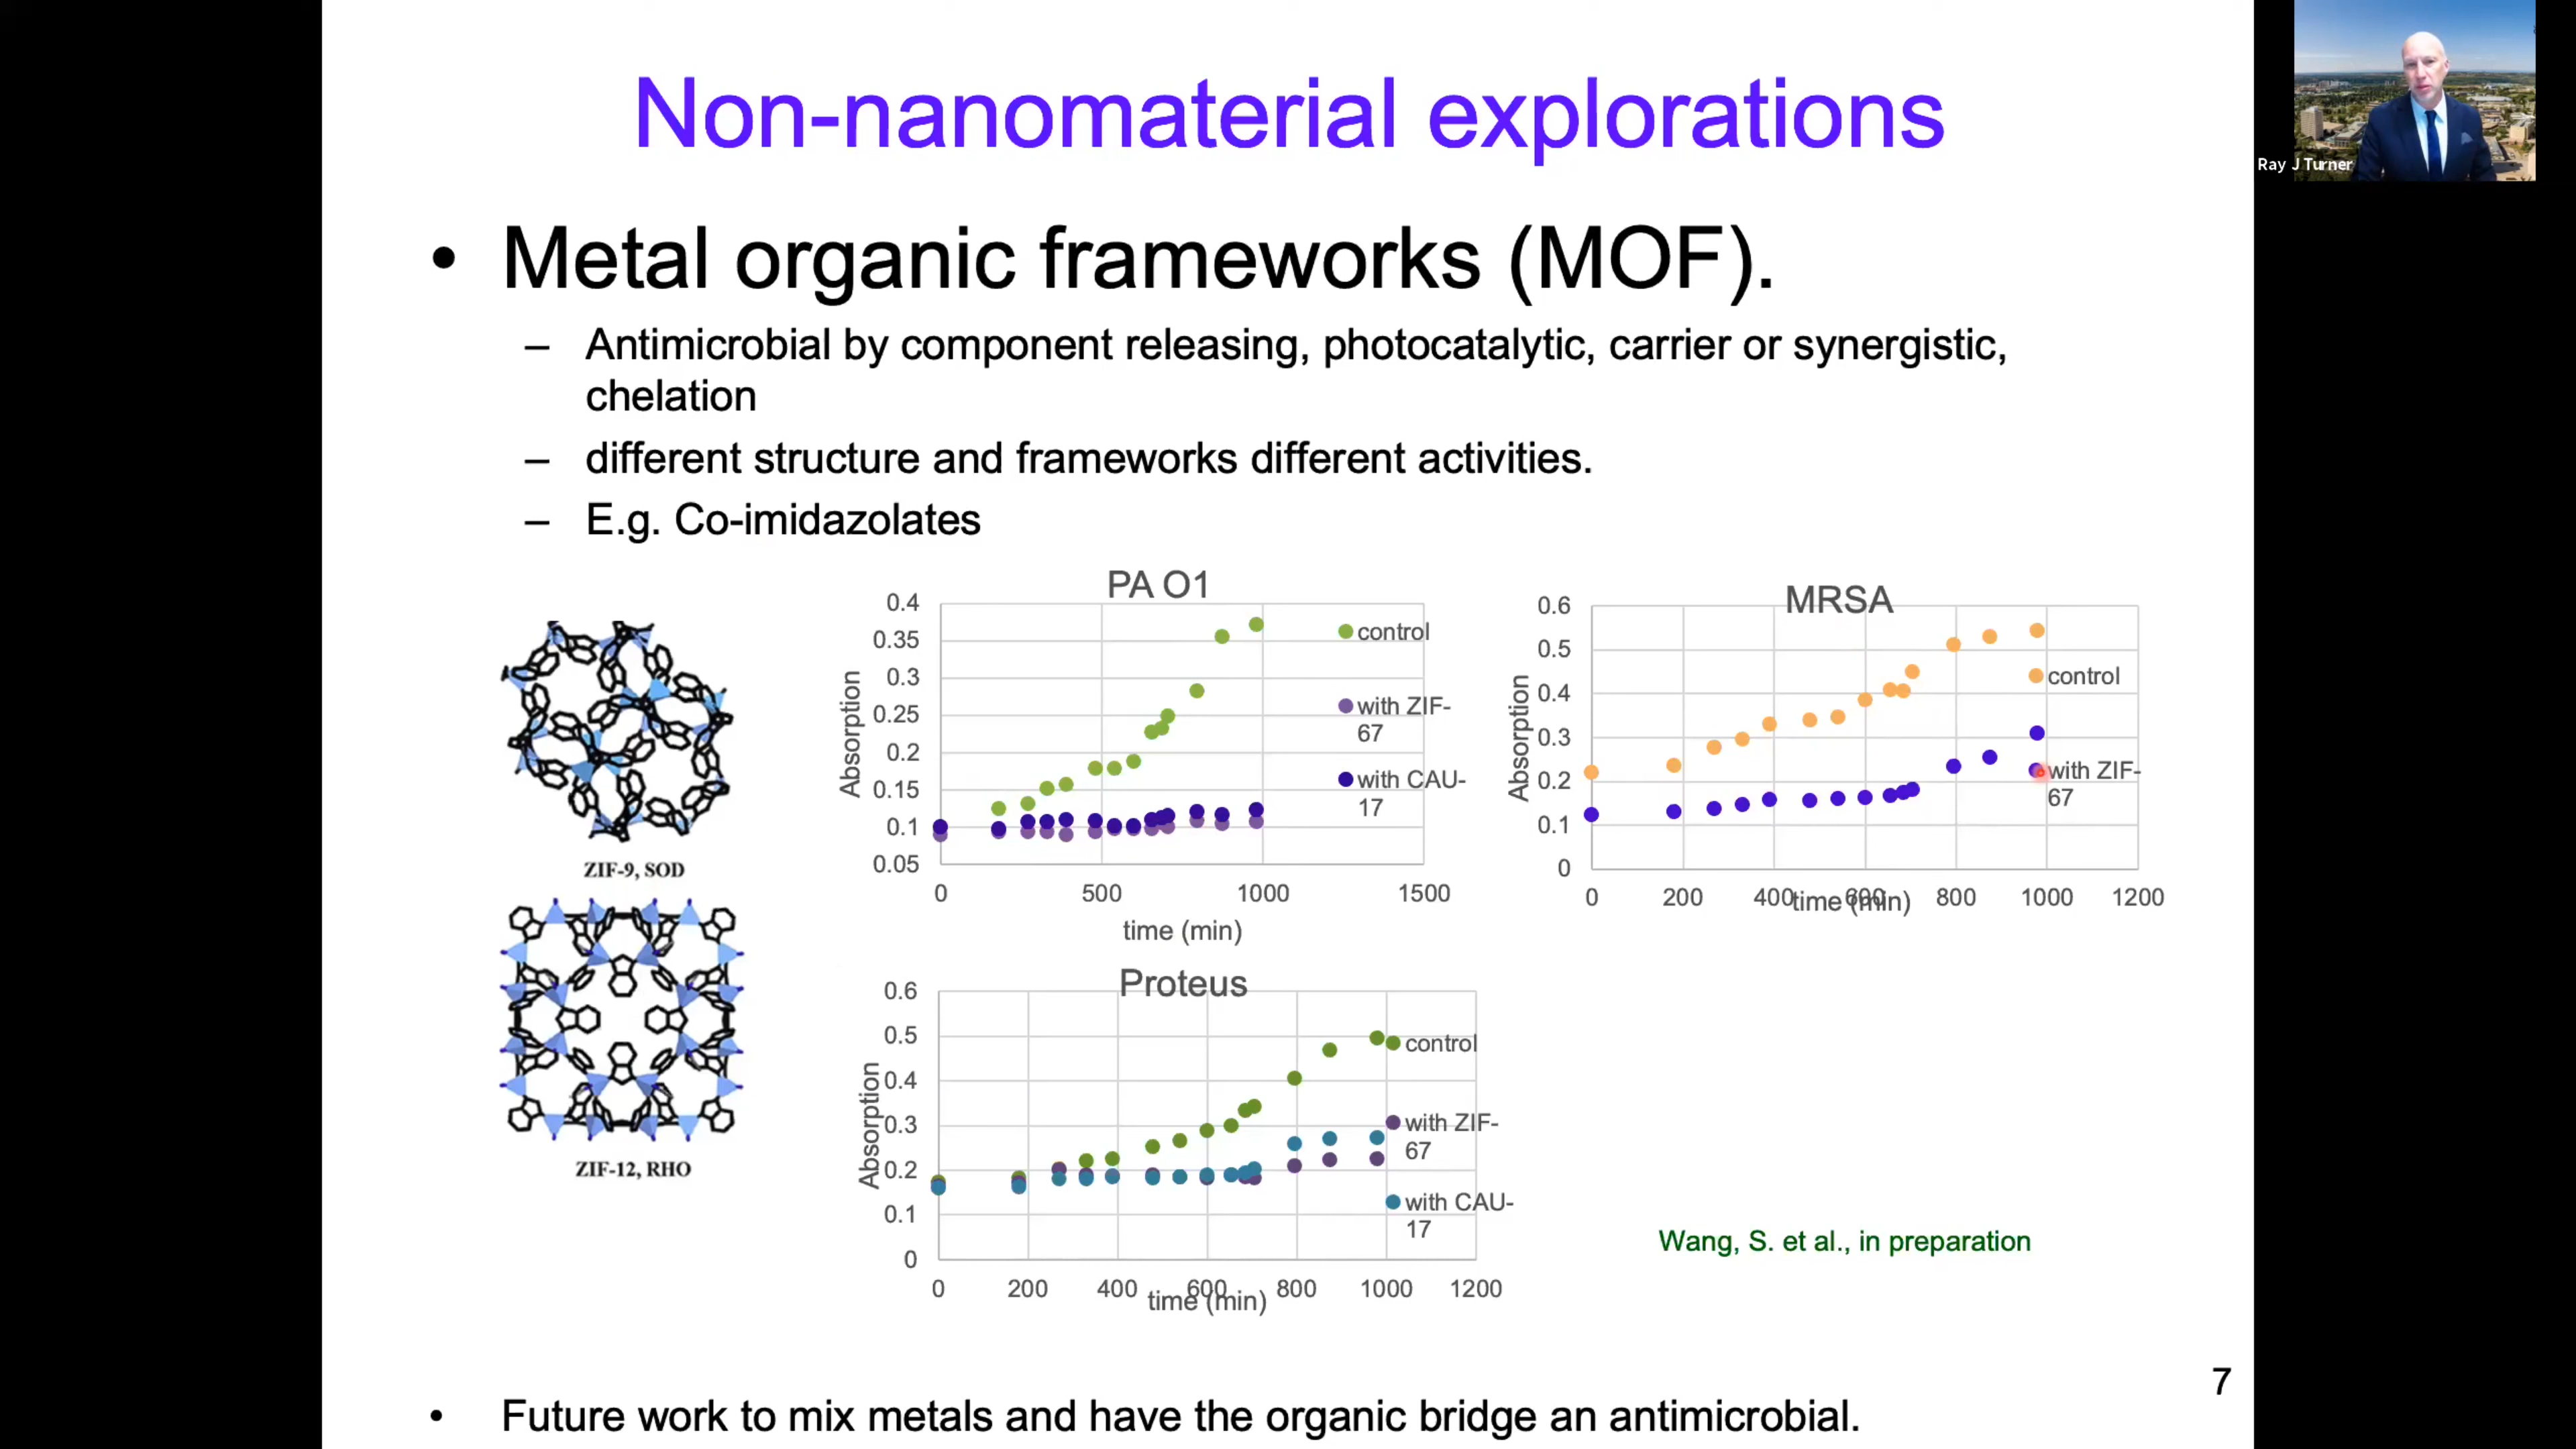 Non-nanomaterial explorations
Ray J Turner
• Metal organic frameworks (MOF).
– Antimicrobial by component releasing, photocatalytic, carrier or synergistic,
chelation
– different structure and frameworks different activities.
– E.g. Co-imidazolates
ZIF-9, SOD
ZIF-12, RHO
PA O1
Absorption
0.4
0.35
0.3
0.25
0.2
0.15
0.1
0.05
0 500 1000 1500
time (min)
control
with ZIF-
67
with CAU-
17
MRSA
Absorption
0.6
0.5
0.4
0.3
0.2
0.1
0
0 200 400 600 800 1000 1200
time (min)
control
with ZIF-
67
Proteus
Absorption
0.6
0.5
0.4
0.3
0.2
0.1
0
0 200 400 600 800 1000 1200
time (min)
control
with ZIF-
67
with CAU-
17
Wang, S. et al., in preparation
7
• Future work to mix metals and have the organic bridge an antimicrobial.